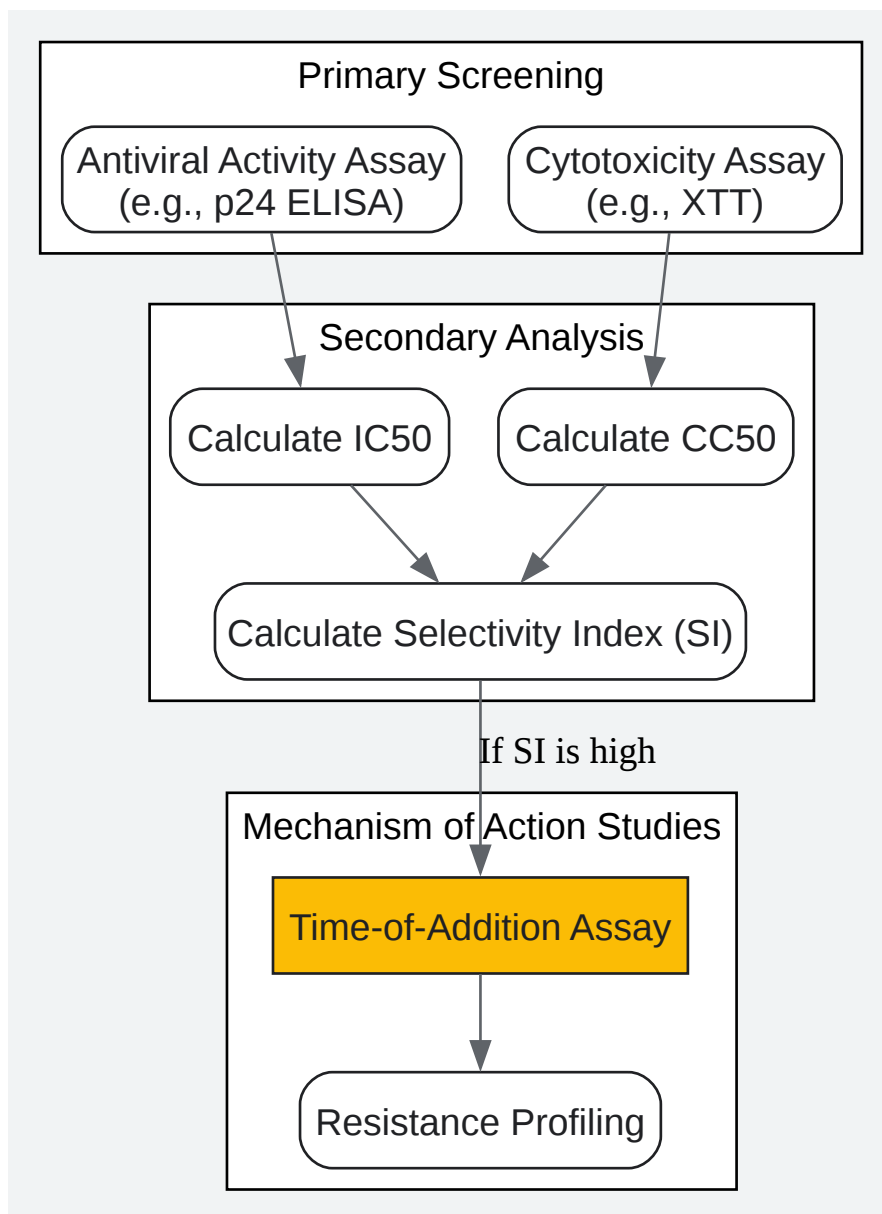 Primary Screening
Antiviral Activity Assay
(e.g., p24 ELISA)
Cytotoxicity Assay
(e.g., XTT)
Secondary Analysis
Calculate IC50
Calculate CC50
Calculate Selectivity Index (SI)
If SI is high
Mechanism of Action Studies
Time-of-Addition Assay
Resistance Profiling